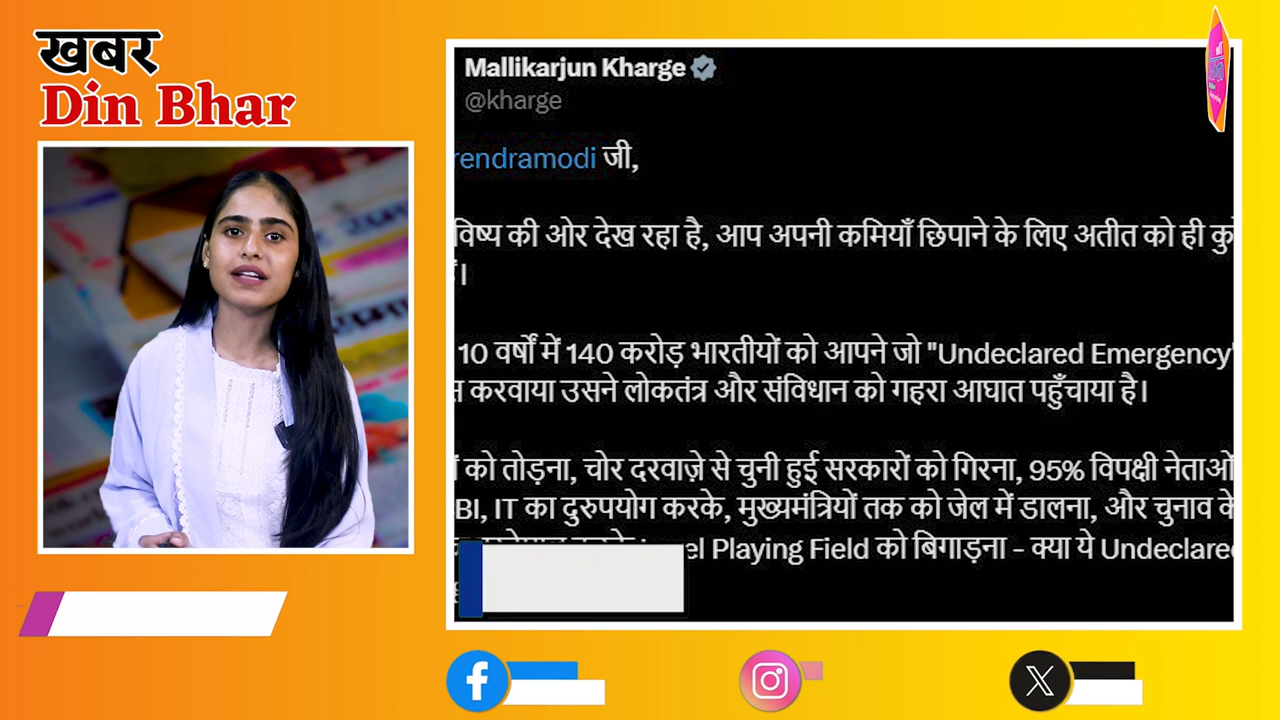 खबर
Din Bhar
Mallikarjun Kharge
@kharge
rendramodi जी,
विष्य की ओर देख रहा है, आप अपनी कमियाँ छिपाने के लिए अतीत को ही
10 वर्षों में 140 करोड़ भारतीयों को आपने जो "Undeclared Emergency"
करवाया उसने लोकतंत्र और संविधान को गहरा आघात पहुँचाया है।
को तोड़ना, चोर दरवाज़े से चुनी हुई सरकारों को गिरना, 95% विपक्षी नेताओं
BI, IT का दुरुपयोग करके, मुख्यमंत्रियों तक को जेल में डालना, और चुनाव के
el Playing Field को बिगाड़ना - क्या ये Undeclare